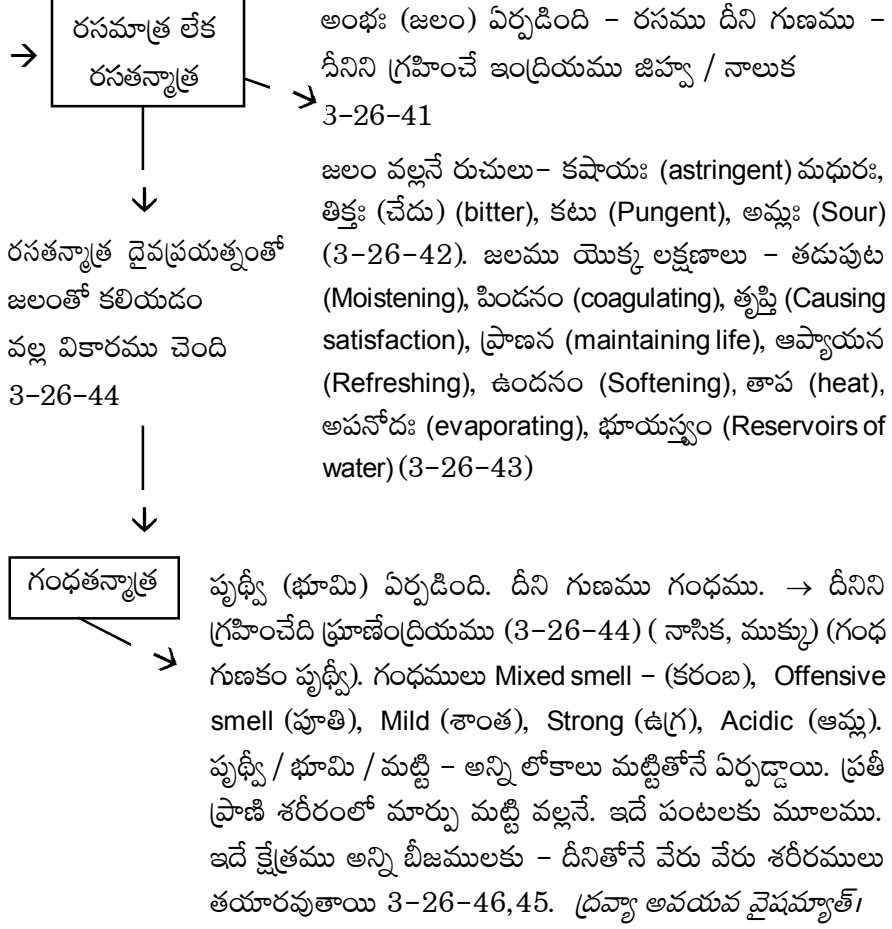 → రసమాత్ర లేక
రసతన్మాత్ర
అంభః (జలం) ఏర్పడింది – రసము దీని గుణము –
దీనిని గ్రహించే ఇంద్రియము జిహ్వ / నాలుక
3-26-41
జలం వల్లనే రుచులు– కషాయః (astringent) మధురః,
తిక్తః (చేదు) (bitter), కటు (Pungent), అమ్లః (Sour)
(3-26-42). జలము యొక్క లక్షణాలు – తడుపుట
(Moistening), పిండనం (coagulating), తృప్తి (Causing
satisfaction), ప్రాణన (maintaining life), ఆప్యాయన
(Refreshing), ఉందనం (Softening), తాప (heat),
అపనోదః (evaporating), భూయస్త్వం (Reservoirs of
water) (3-26-43)
రసతన్మాత్ర దైవప్రయత్నంతో
జలంతో కలియడం
వల్ల వికారము చెంది
3-26-44
గంధతన్మాత్ర
పృథ్వీ (భూమి) ఏర్పడింది. దీని గుణము గంధము. → దీనిని
గ్రహించేది ఘ్రాణేంద్రియము (3-26-44) ( నాసిక, ముక్కు) (గంధ
గుణకం పృథ్వీ). గంధములు Mixed smell – (కరంబ), Offensive
smell (పూతి), Mild (శాంత), Strong (ఉగ్ర), Acidic (ఆమ్ల).
పృథ్వీ / భూమి / మట్టి – అన్ని లోకాలు మట్టితోనే ఏర్పడ్డాయి. ప్రతీ
ప్రాణి శరీరంలో మార్పు మట్టి వల్లనే. ఇదే పంటలకు మూలము.
ఇదే క్షేత్రము అన్ని బీజములకు – దీనితోనే వేరు వేరు శరీరములు
తయారవుతాయి 3-26-46,45. ద్రవ్యా అవయవ వైషమ్యాత్।